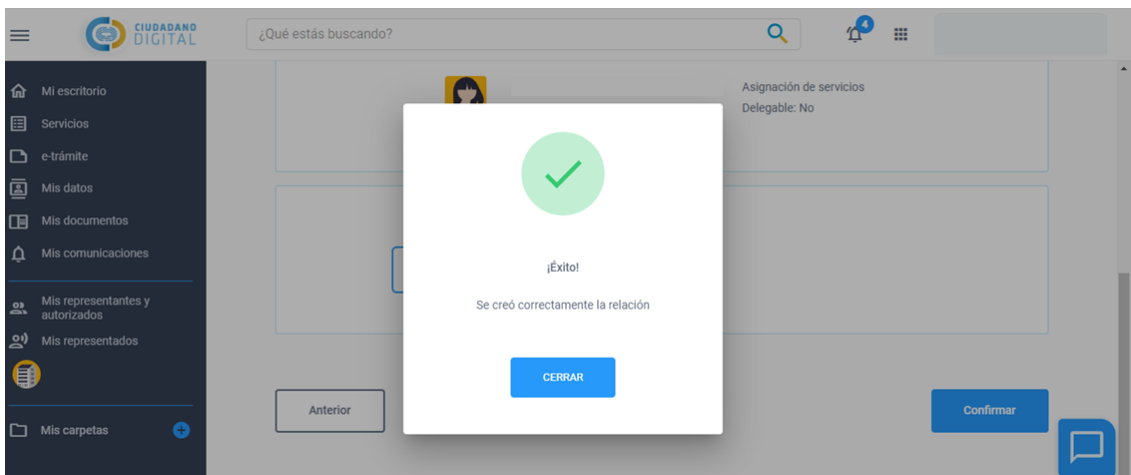 CIUDADANO
DIGITAL
¿Qué estás buscando?
4
Mi escritorio
Servicios
e-trámite
Mis datos
Mis documentos
Mis comunicaciones
Mis representantes y
autorizados
Mis representados
Mis carpetas
Asignación de servicios
Delegable: No
¡Éxito!
Se creó correctamente la relación
CERRAR
Anterior
Confirmar